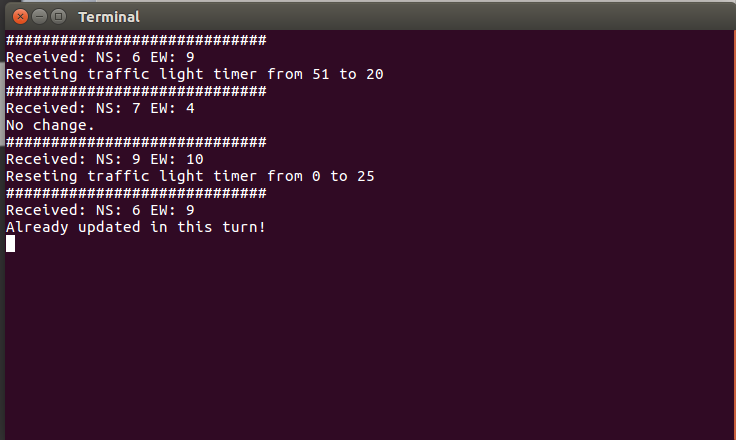 Terminal
#############################
Received: NS: 6 EW: 9
Reseting traffic light timer from 51 to 20
#############################
Received: NS: 7 EW: 4
No change.
#############################
Received: NS: 9 EW: 10
Reseting traffic light timer from 0 to 25
#############################
Received: NS: 6 EW: 9
Already updated in this turn!